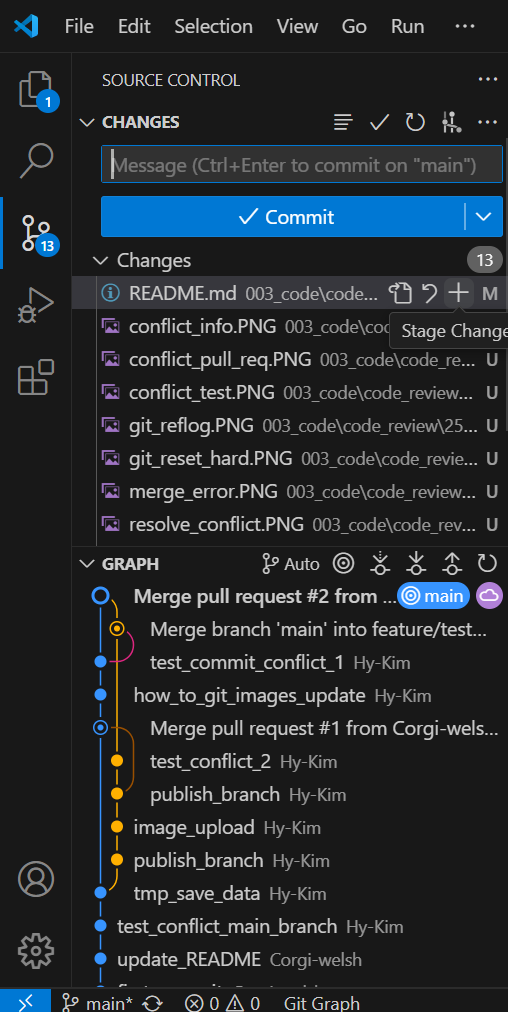 File Edit Selection View Go Run ···
SOURCE CONTROL ···
CHANGES ···
Message (Ctrl+Enter to commit on "main")
Commit
Changes 13
README.md 003_code\code... M
Stage Change
conflict_info.PNG 003_code\cod
conflict_pull_req.PNG 003_code\code_re... U
conflict_test.PNG 003_code\code_review... U
git_reflog.PNG 003_code\code_review\25... U
git_reset_hard.PNG 003_code\code_revie... U
merge_error.PNG 003_code\code_review... U
resolve_conflict.PNG 003_code\code_rev... U
1
13
GRAPH Auto
Merge pull request #2 from ... main
Merge branch 'main' into feature/test...
test_commit_conflict_1 Hy-Kim
how_to_git_images_update Hy-Kim
Merge pull request #1 from Corgi-wels...
test_conflict_2 Hy-Kim
publish_branch Hy-Kim
image_upload Hy-Kim
publish_branch Hy-Kim
tmp_save_data Hy-Kim
test_conflict_main_branch Hy-Kim
update_README Corgi-welsh
main* 0 0 Git Graph